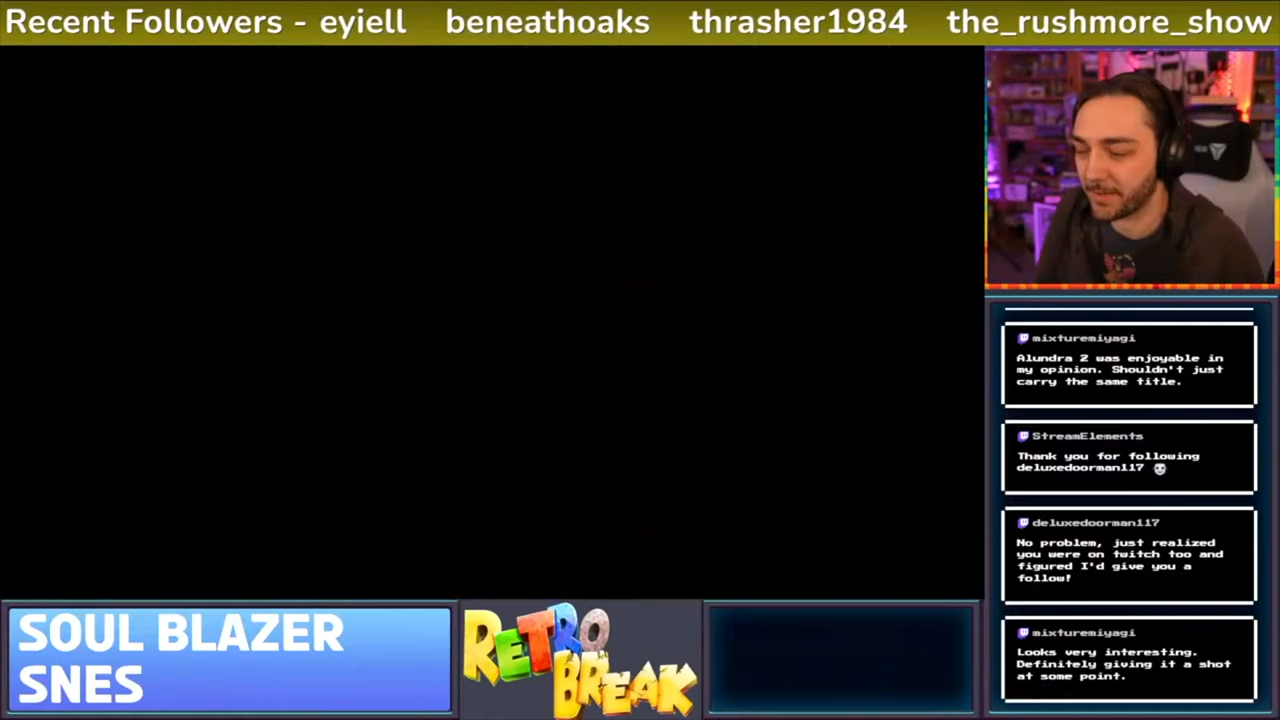 Recent Followers - eyiell beneathoaks thrasher1984 the_rushmore_show
mixturemiyagi
Alundra 2 was enjoyable in
my opinion. Shouldn't just
carry the same title.
StreamElements
Thank you for following
deluxedoorman117
deluxedoorman117
No problem, just realized
you were on twitch too and
figured I'd give you a
follow!
mixturemiyagi
Looks very interesting.
Definitely giving it a shot
at some point.
SOUL BLAZER
SNES
RETRO
BREAK